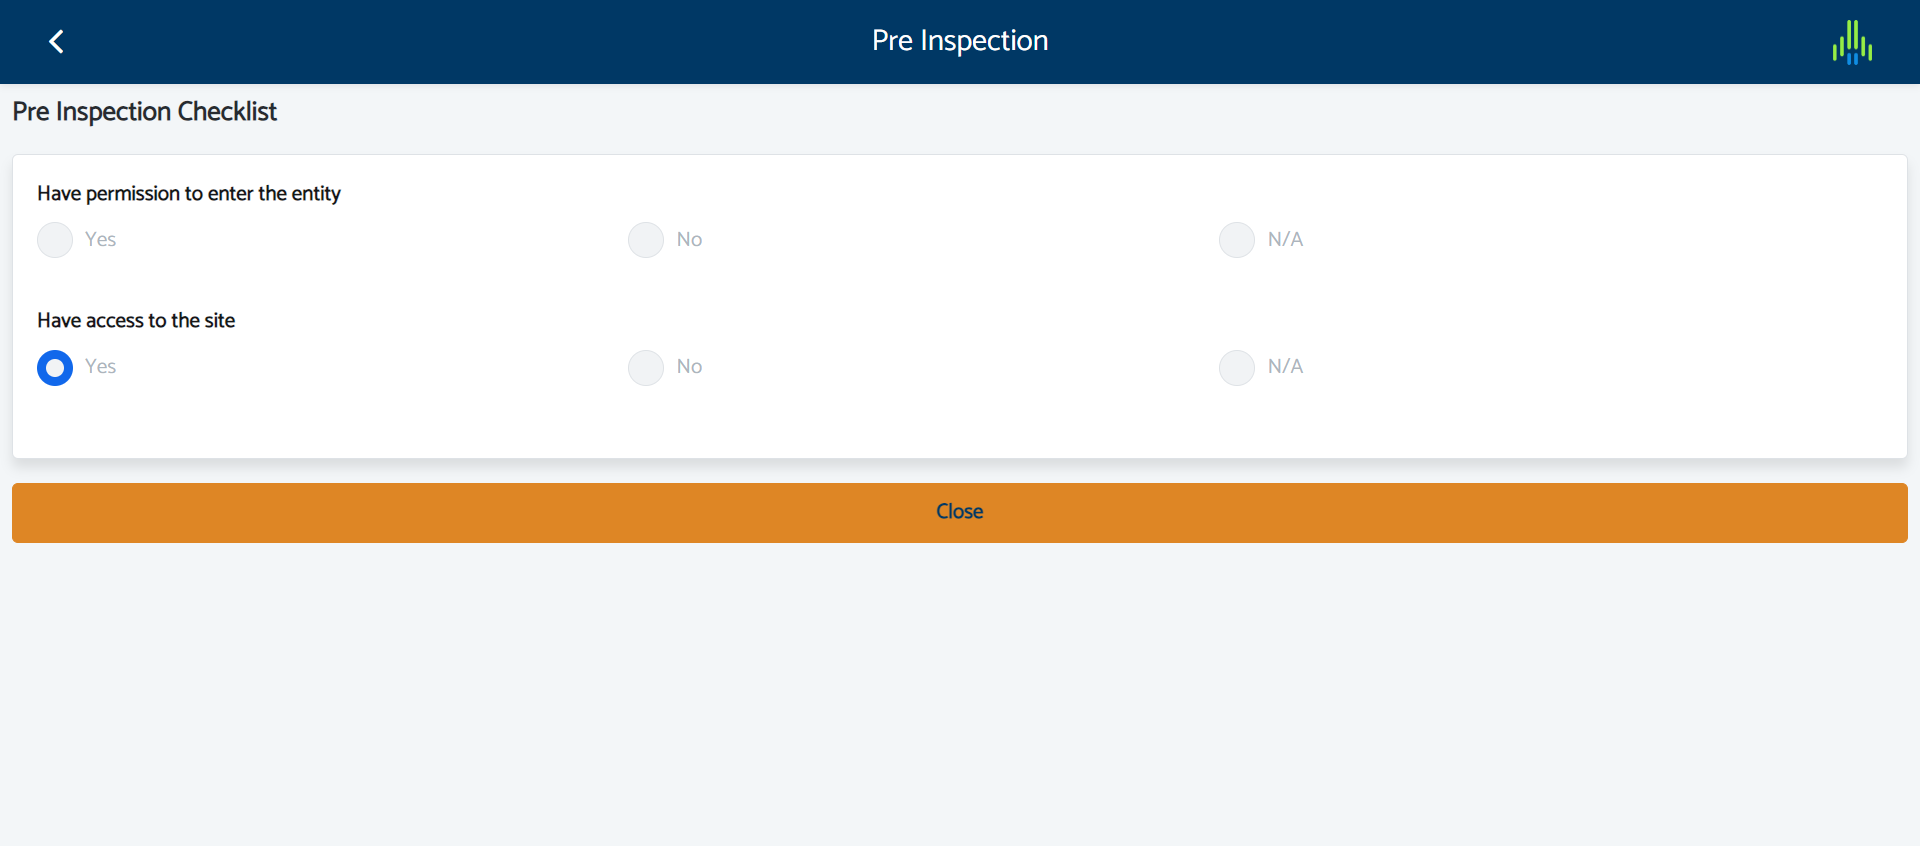 Pre Inspection
Pre Inspection Checklist
Have permission to enter the entity
Yes No N/A
Have access to the site
Yes No N/A
Close